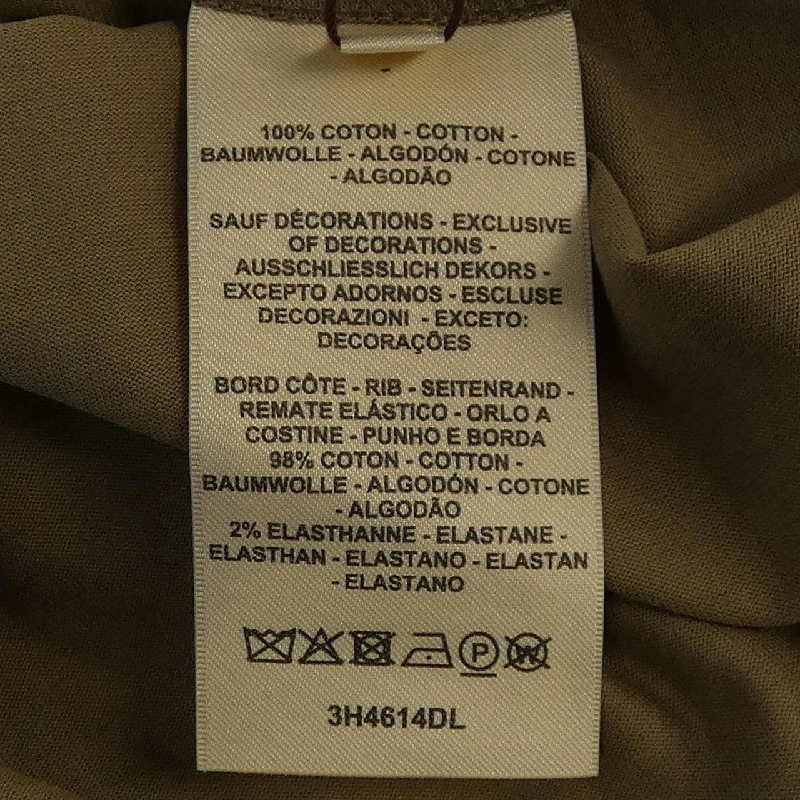 100% COTON - COTTON -
BAUMWOLLE - ALGODÓN - COTONE
- ALGODÃO
SAUF DÉCORATIONS - EXCLUSIVE
OF DECORATIONS -
AUSSCHLIESSLICH DEKORS -
EXCEPTO ADORNOS - ESCLUSE
DECORAZIONI - EXCETO:
DECORAÇÕES
BORD CÔTE - RIB - SEITENRAND -
REMATE ELÁSTICO - ORLO A
COSTINE - PUNHO E BORDA
98% COTON - COTTON -
BAUMWOLLE - ALGODÓN - COTONE
- ALGODÃO
2% ELASTHANNE - ELASTANE -
ELASTHAN - ELASTANO - ELASTAN
- ELASTANO
P W
3H4614DL